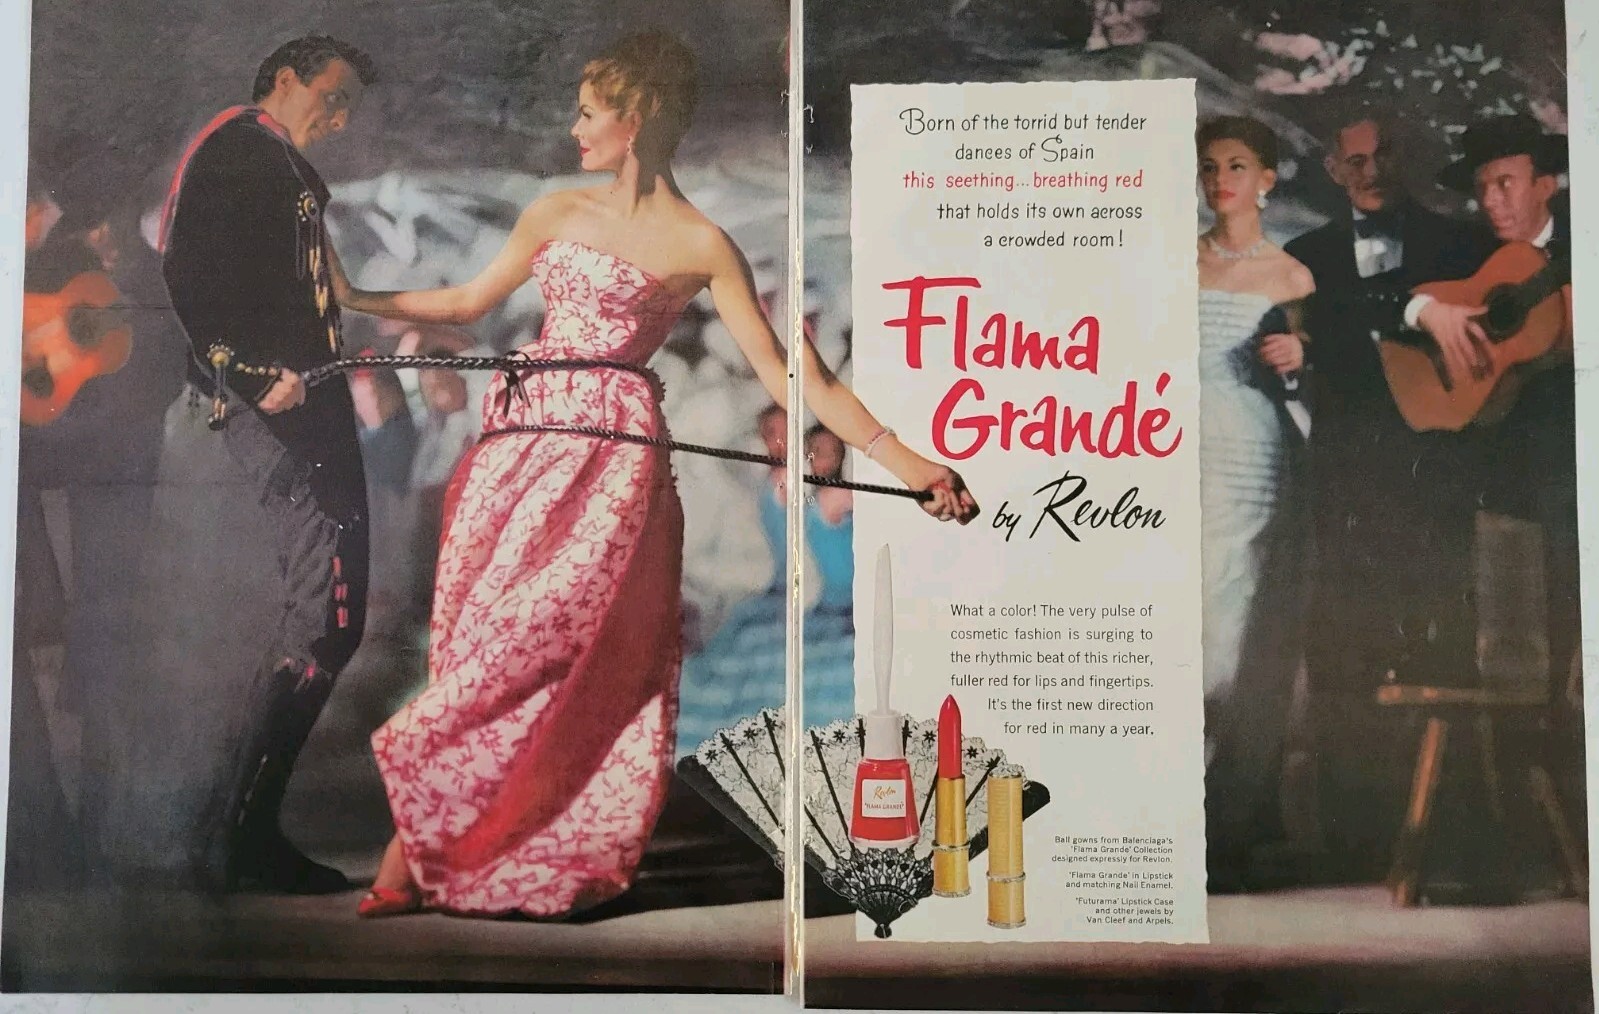 Born of the torrid but tender
dances of Spain
this seething...breathing red
that holds its own across
a crowded room!
Flama
Grandé
by Revlon
What a color! The very pulse of
cosmetic fashion is surging to
the rhythmic beat of this richer,
fuller red for lips and fingertips.
It's the first new direction
for red in many a year.
Revlon
"FLAMA GRANDE"
Ball gowns from Balenciaga's
'Flama Grande' Collection
designed expressly for Revlon.
'Flama Grande' in Lipstick
and matching Nail Enamel.
'Futurama' Lipstick Case
and other jewels by
Van Cleef and Arpels.